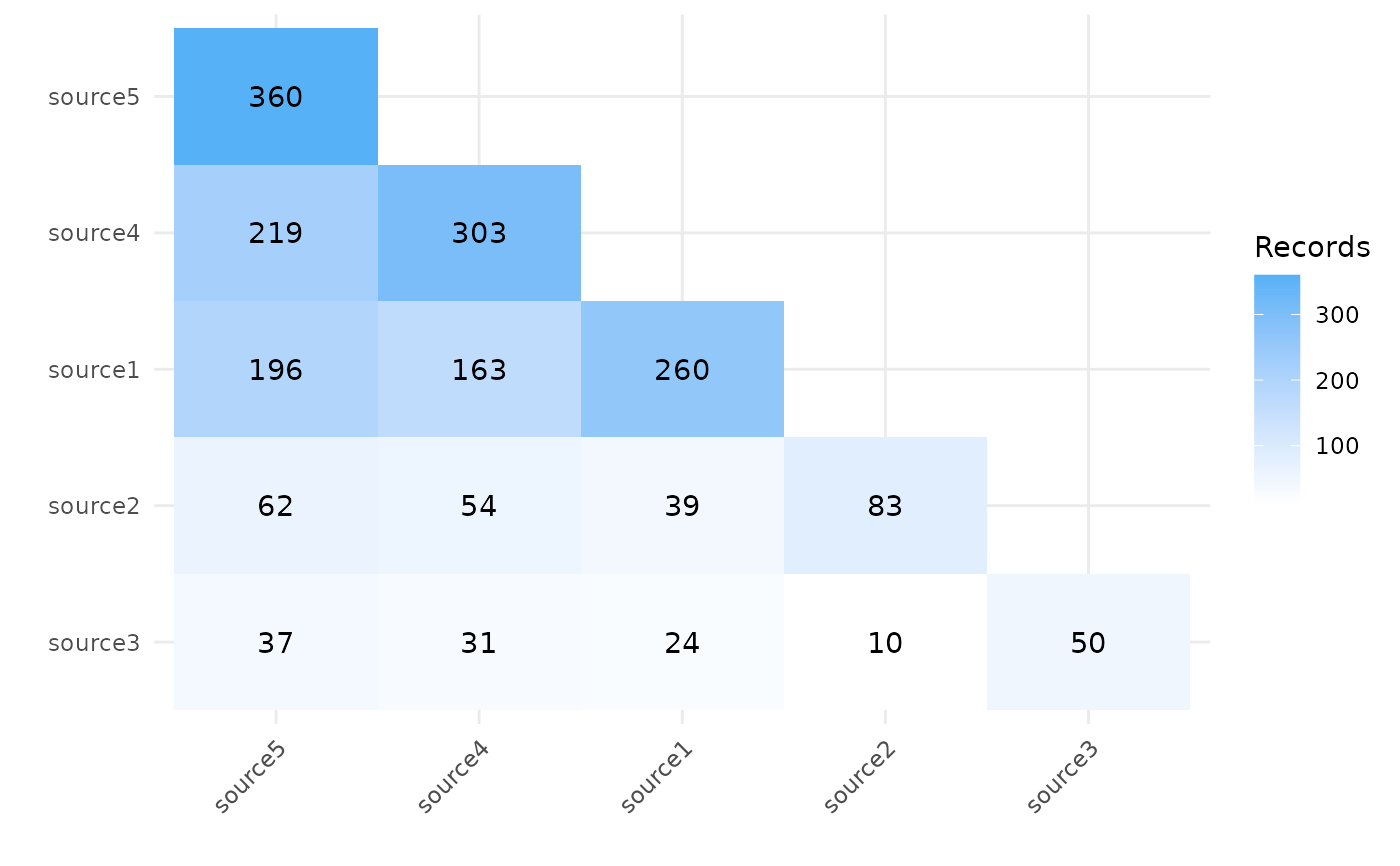 source5 360
source4 219 303
source1 196 163 260
source2 62 54 39 83
source3 37 31 24 10 50
source5 source4 source1 source2 source3
Records
300
200
100